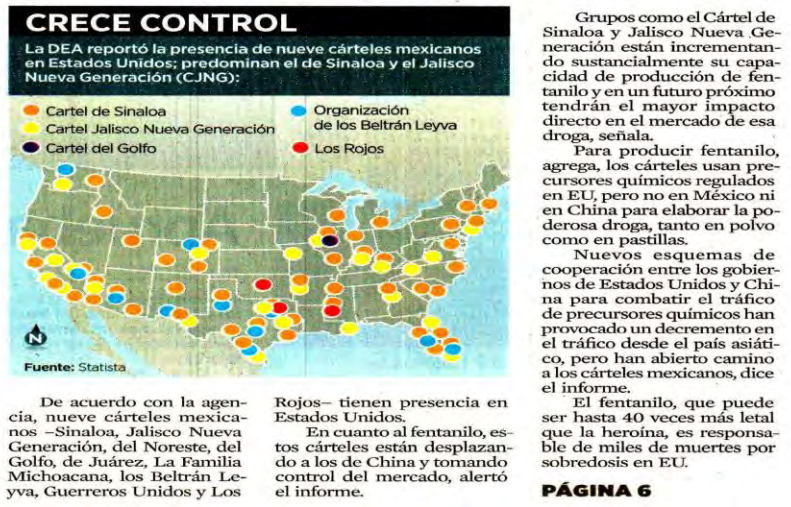 CRECE CONTROL
La DEA reportó la presencia de nueve cárteles mexicanos
en Estados Unidos; predominan el de Sinaloa y el Jalisco
Nueva Generación (CJNG):
Cartel de Sinaloa
Cartel Jalisco Nueva Generación
Cartel del Golfo
Organización
de los Beltrán Leyva
Los Rojos
N
Fuente: Statista
De acuerdo con la agen-
cia, nueve cárteles mexica-
nos –Sinaloa, Jalisco Nueva
Generación, del Noreste, del
Golfo, de Juárez, La Familia
Michoacana, los Beltrán Le-
yva, Guerreros Unidos y Los
Rojos– tienen presencia en
Estados Unidos.
En cuanto al fentanilo, es-
tos cárteles están desplazan-
do a los de China y tomando
control del mercado, alertó
el informe.
Grupos como el Cártel de
Sinaloa y Jalisco Nueva Ge-
neración están incrementan-
do sustancialmente su capa-
cidad de producción de fen-
tanilo y en un futuro próximo
tendrán el mayor impacto
directo en el mercado de esa
droga, señala.
Para producir fentanilo,
agrega, los cárteles usan pre-
cursores químicos regulados
en EU, pero no en México ni
en China para elaborar la po-
derosa droga, tanto en polvo
como en pastillas.
Nuevos esquemas de
cooperación entre los gobier-
nos de Estados Unidos y Chi-
na para combatir el tráfico
de precursores químicos han
provocado un decremento en
el tráfico desde el país asiáti-
co, pero han abierto camino
a los cárteles mexicanos, dice
el informe.
El fentanilo, que puede
ser hasta 40 veces más letal
que la heroína, es responsa-
ble de miles de muertes por
sobredosis en EU.
PÁGINA 6